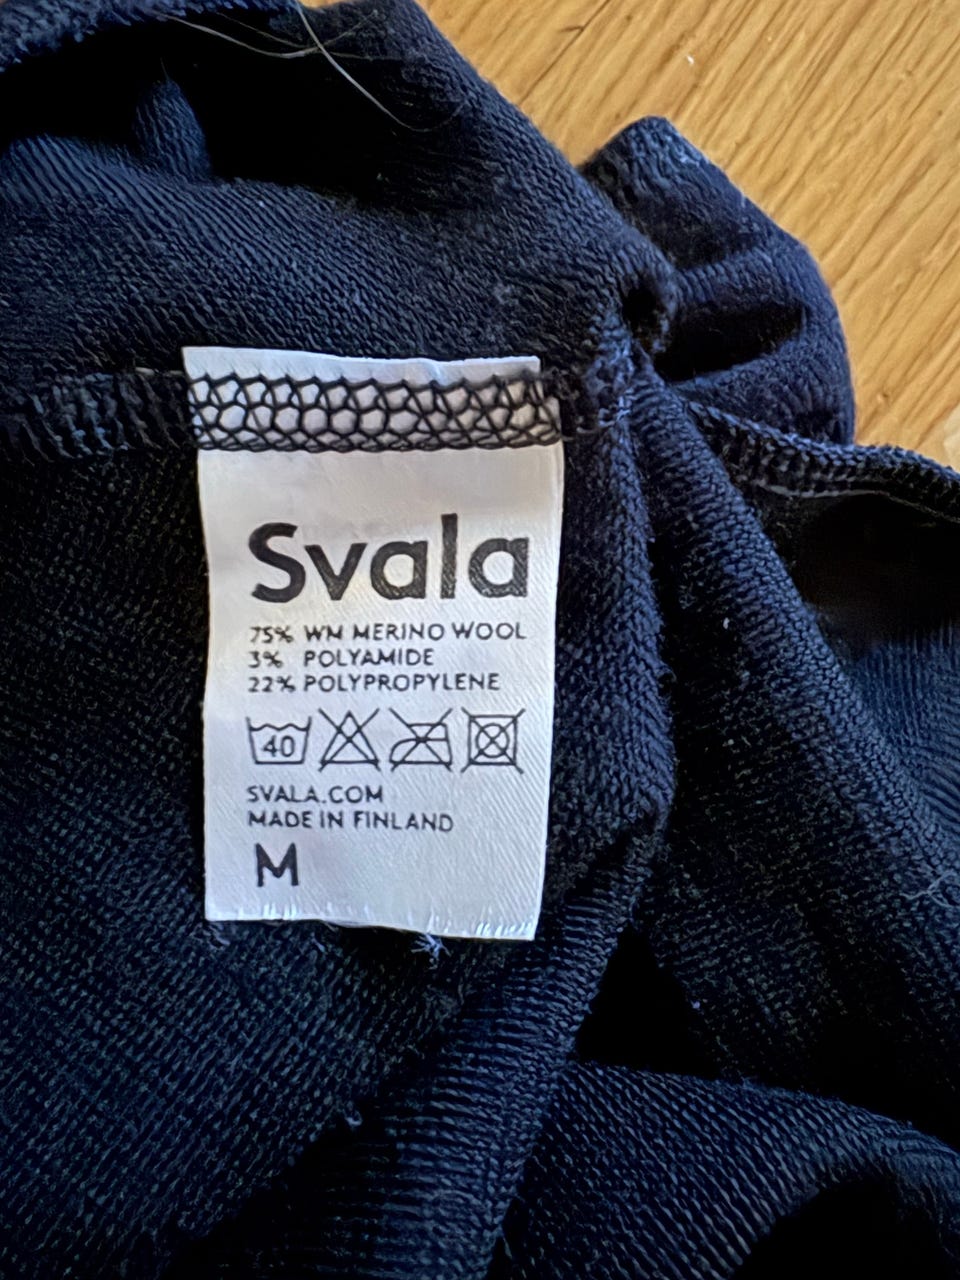 Svala
75% WM MERINO WOOL
3% POLYAMIDE
22% POLYPROPYLENE
40
SVALA.COM
MADE IN FINLAND
M